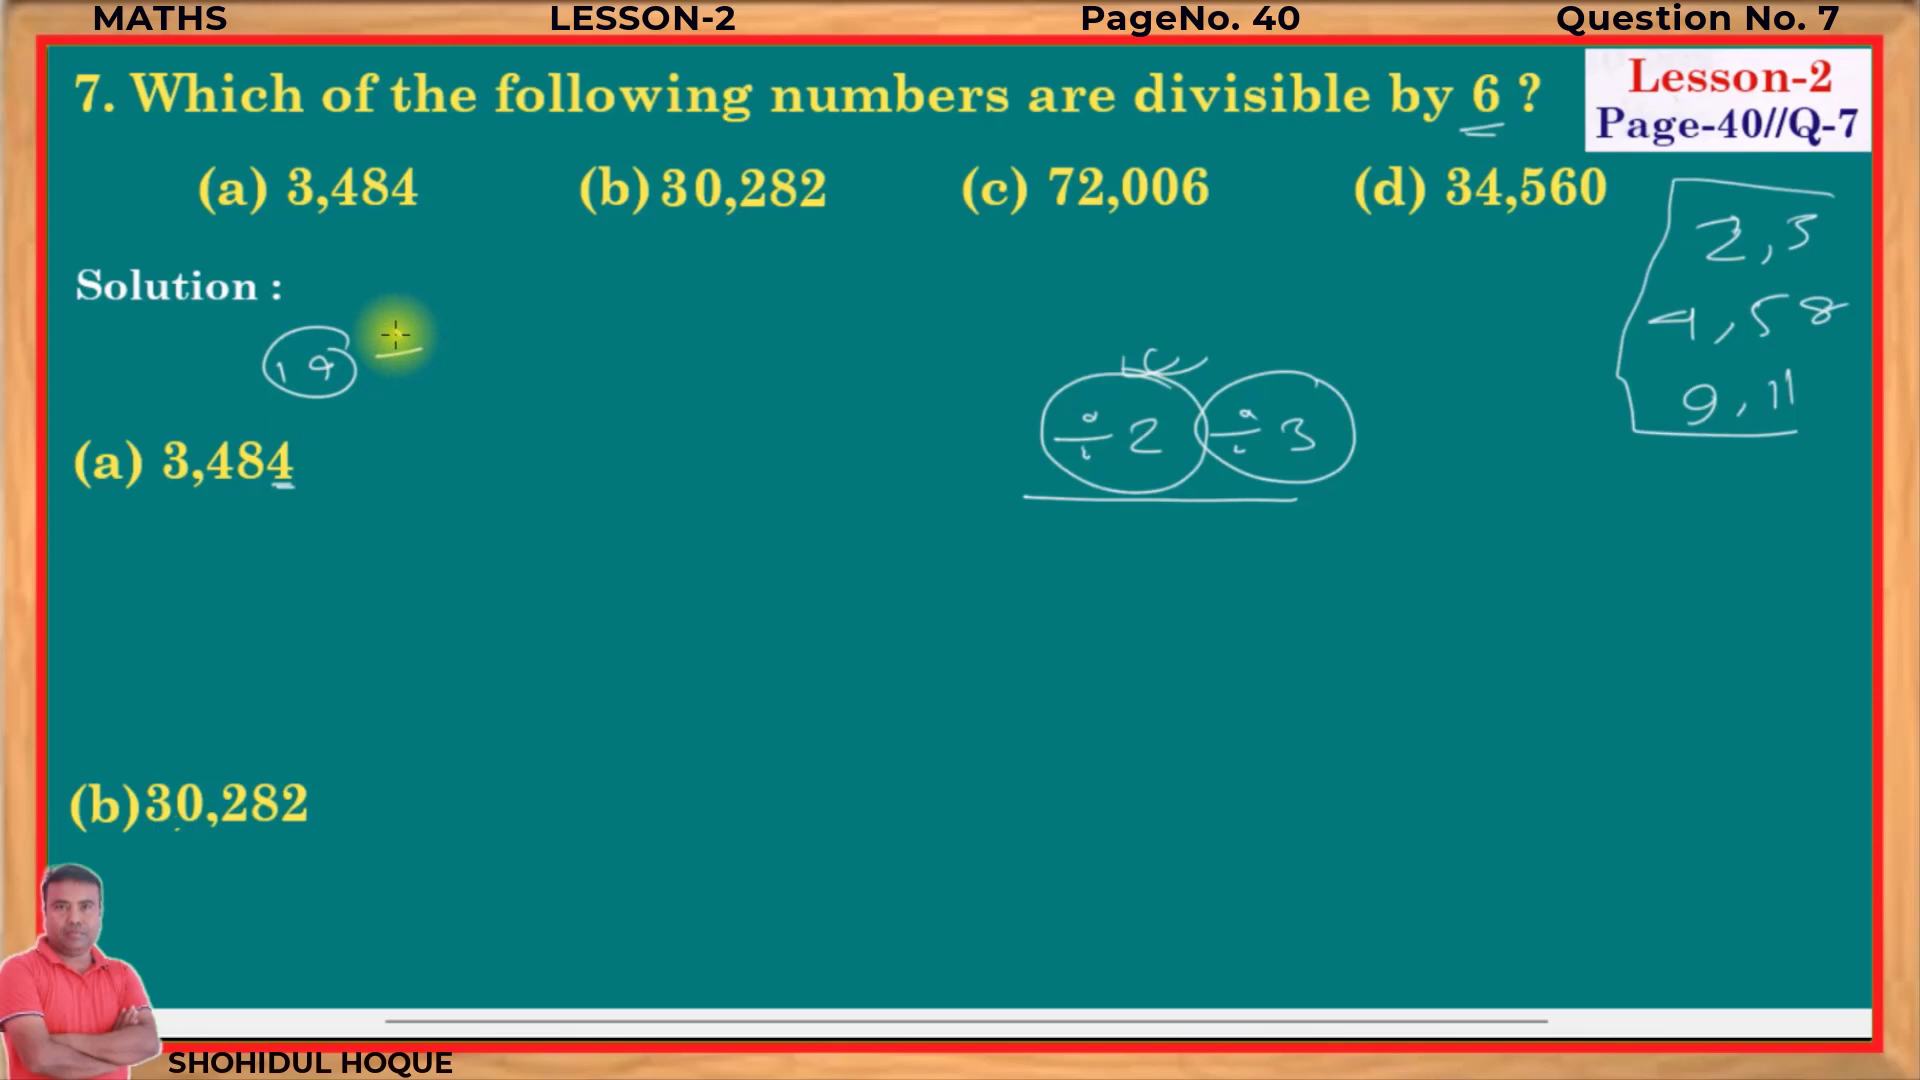 MATHS LESSON-2 PageNo. 40 Question No. 7
7. Which of the following numbers are divisible by 6 ?
Lesson-2
Page-40//Q-7
(a) 3,484 (b) 30,282 (c) 72,006 (d) 34,560
2, 3
4, 5 8
9, 11
Solution :
19
÷ 2 ÷ 3
(a) 3,484
(b) 30,282
SHOHIDUL HOQUE